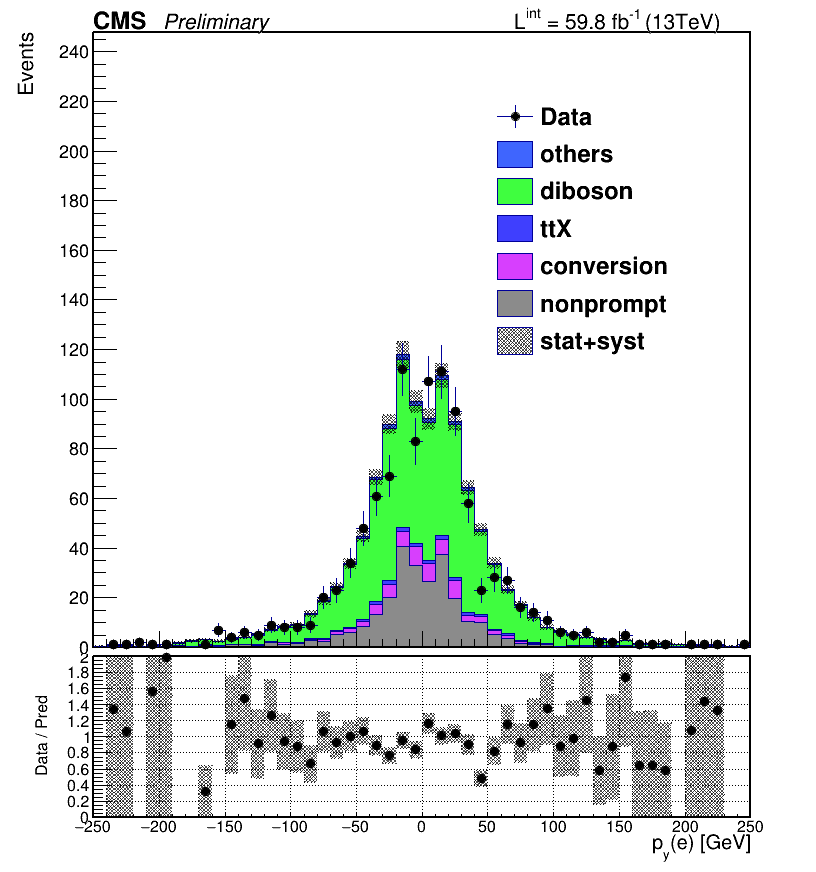 CMS Preliminary L^int = 59.8 fb^-1 (13TeV)
Events
240
220
200
180
160
140
120
100
80
60
40
20
0
Data
others
diboson
ttX
conversion
nonprompt
stat+syst
Data / Pred
2
1.8
1.6
1.4
1.2
1
0.8
0.6
0.4
0.2
0
−250 −200 −150 −100 −50 0 50 100 150 200 250
p_y(e) [GeV]